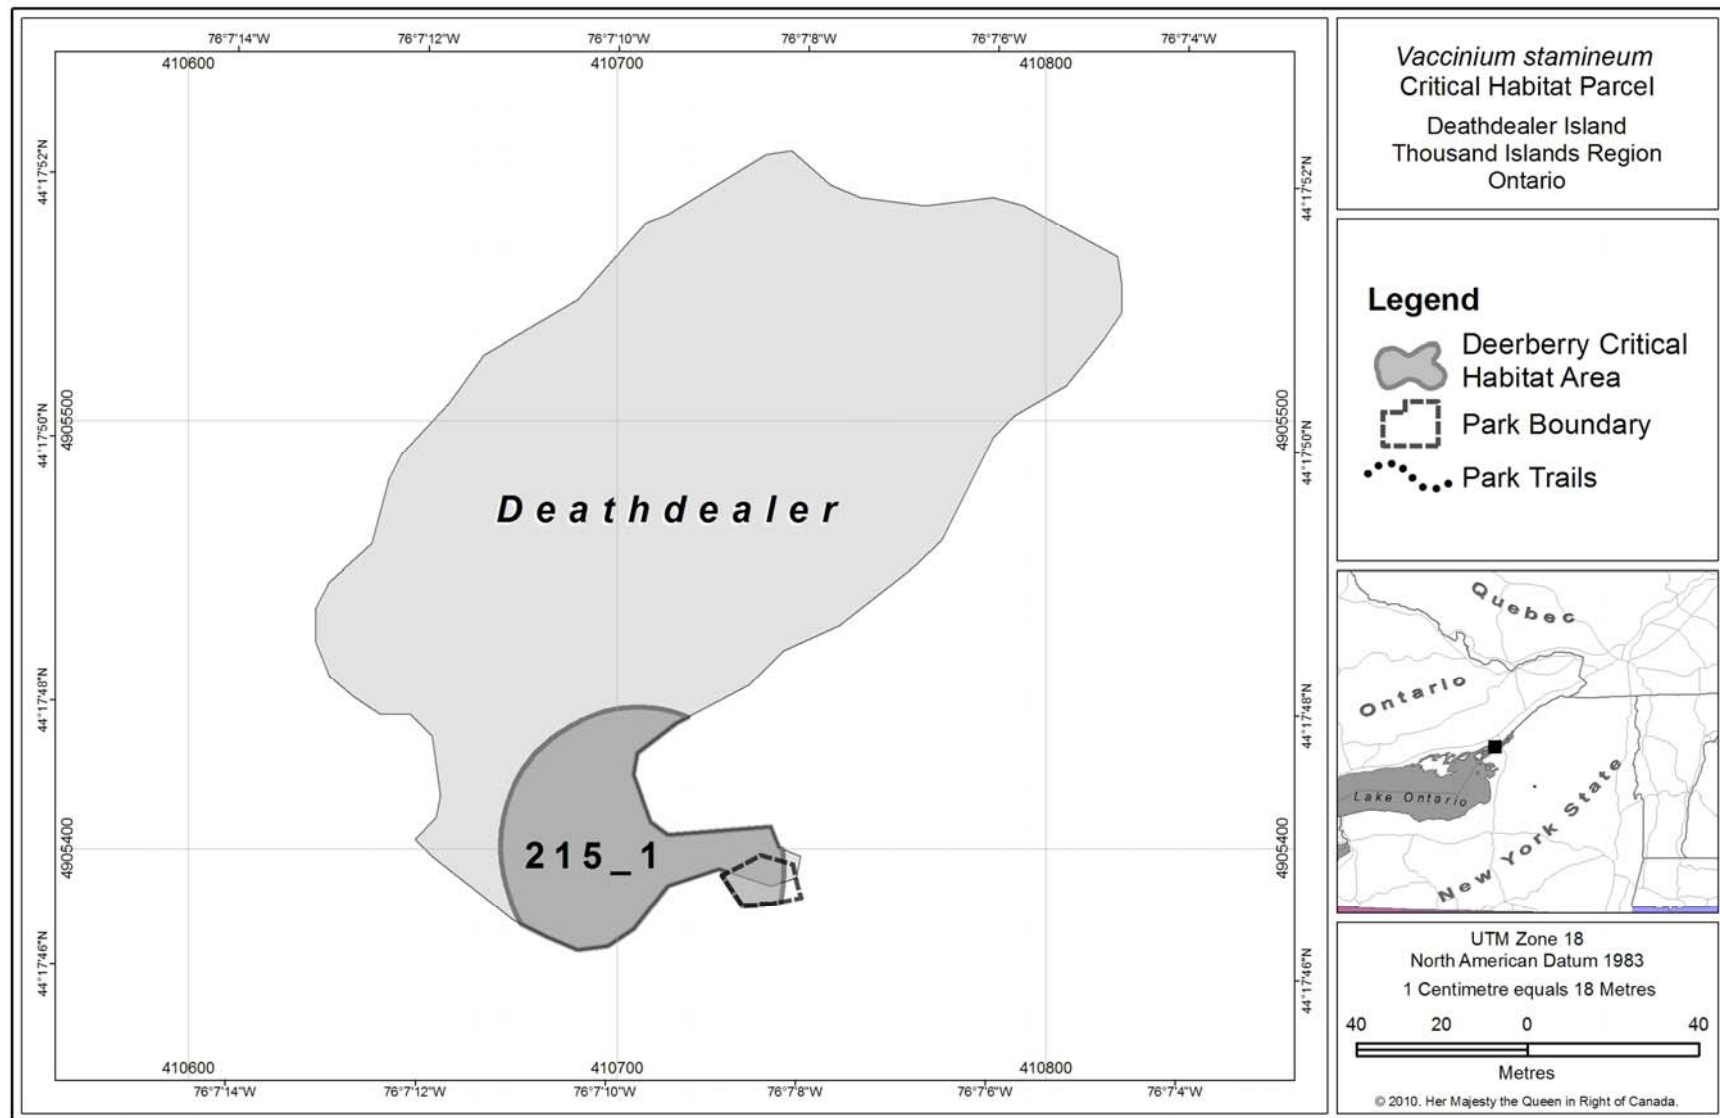 76°7'14"W 76°7'12"W 76°7'10"W 76°7'8"W 76°7'6"W 76°7'4"W
410600 410700 410800
44°17'52"N 44°17'52"N
4905500 4905500
44°17'50"N 44°17'50"N
Deathdealer
44°17'48"N 44°17'48"N
4905400 4905400
215_1
44°17'46"N 44°17'46"N
410600 410700 410800
76°7'14"W 76°7'12"W 76°7'10"W 76°7'8"W 76°7'6"W 76°7'4"W
Vaccinium stamineum
Critical Habitat Parcel
Deathdealer Island
Thousand Islands Region
Ontario
Legend
Deerberry Critical
Habitat Area
Park Boundary
Park Trails
Quebec
Ontario
Lake Ontario
New York State
UTM Zone 18
North American Datum 1983
1 Centimetre equals 18 Metres
40 20 0 40
Metres
© 2010. Her Majesty the Queen in Right of Canada.